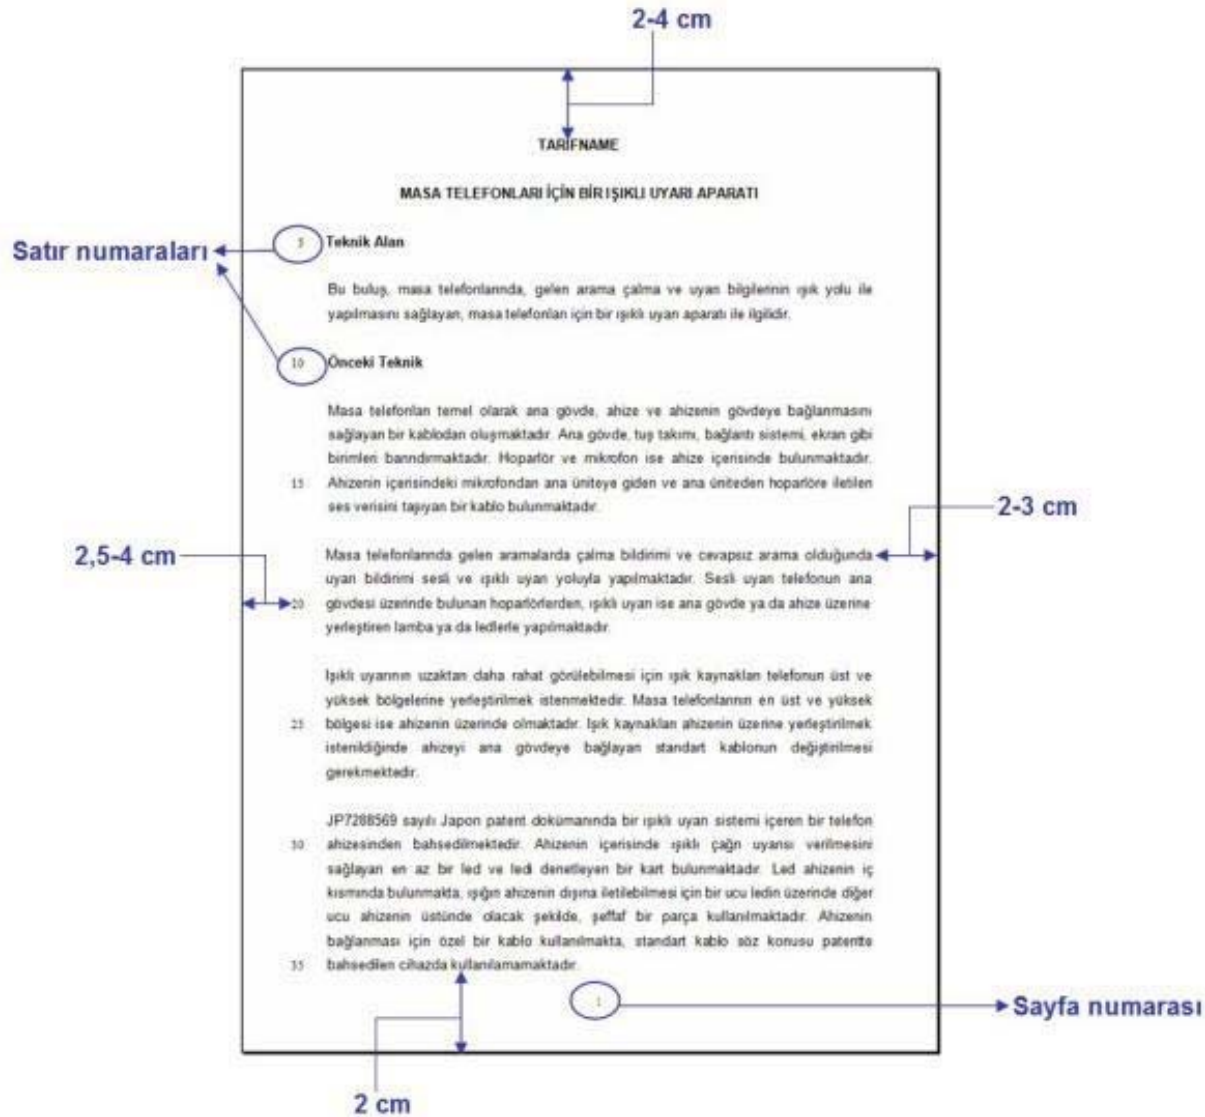 2-4 cm
TARİFNAME
MASA TELEFONLARI İÇİN BİR IŞIKLI UYARI APARATI
Satır numaraları
5 Teknik Alan
Bu buluş, masa telefonlarında, gelen arama çalma ve uyarı bilgilerinin ışık yolu ile
yapılmasını sağlayan, masa telefonları için bir ışıklı uyarı aparatı ile ilgilidir.
10 Önceki Teknik
Masa telefonları temel olarak ana gövde, ahize ve ahizenin gövdeye bağlanmasını
sağlayan bir kablodan oluşmaktadır. Ana gövde, tuş takımı, bağlantı sistemi, ekran gibi
birimleri barındırmaktadır. Hoparlör ve mikrofon ise ahize içerisinde bulunmaktadır.
15 Ahizenin içerisindeki mikrofondan ana üniteye giden ve ana üniteden hoparlöre iletilen
ses verisini taşıyan bir kablo bulunmaktadır.
2-3 cm
2,5-4 cm
Masa telefonlarında gelen aramalarda çalma bildirimi ve cevapsız arama olduğunda
uyarı bildirimi sesli ve ışıklı uyarı yoluyla yapılmaktadır. Sesli uyarı telefonun ana
20 gövdesi üzerinde bulunan hoparlörlerden, ışıklı uyarı ise ana gövde ya da ahize üzerine
yerleştiren lamba ya da ledlerle yapılmaktadır.
Işıklı uyarının uzaktan daha rahat görülebilmesi için ışık kaynakları telefonun üst ve
yüksek bölgelerine yerleştirilmek istenmektedir. Masa telefonlarının en üst ve yüksek
25 bölgesi ise ahizenin üzerinde olmaktadır. Işık kaynakları ahizenin üzerine yerleştirilmek
istenildiğinde ahizeyi ana gövdeye bağlayan standart kablonun değiştirilmesi
gerekmektedir.
JP7288569 sayılı Japon patent dokümanında bir ışıklı uyarı sistemi içeren bir telefon
30 ahizesinden bahsedilmektedir. Ahizenin içerisinde ışıklı çağrı uyarısı verilmesini
sağlayan en az bir led ve ledi denetleyen bir kart bulunmaktadır. Led ahizenin iç
kısmında bulunmakta, ışığın ahizenin dışına iletilebilmesi için bir ucu ledin üzerinde diğer
ucu ahizenin üstünde olacak şekilde, şeffaf bir parça kullanılmaktadır. Ahizenin
bağlanması için özel bir kablo kullanılmakta, standart kablo söz konusu patentte
35 bahsedilen cihazda kullanılamamaktadır.
1
Sayfa numarası
2 cm